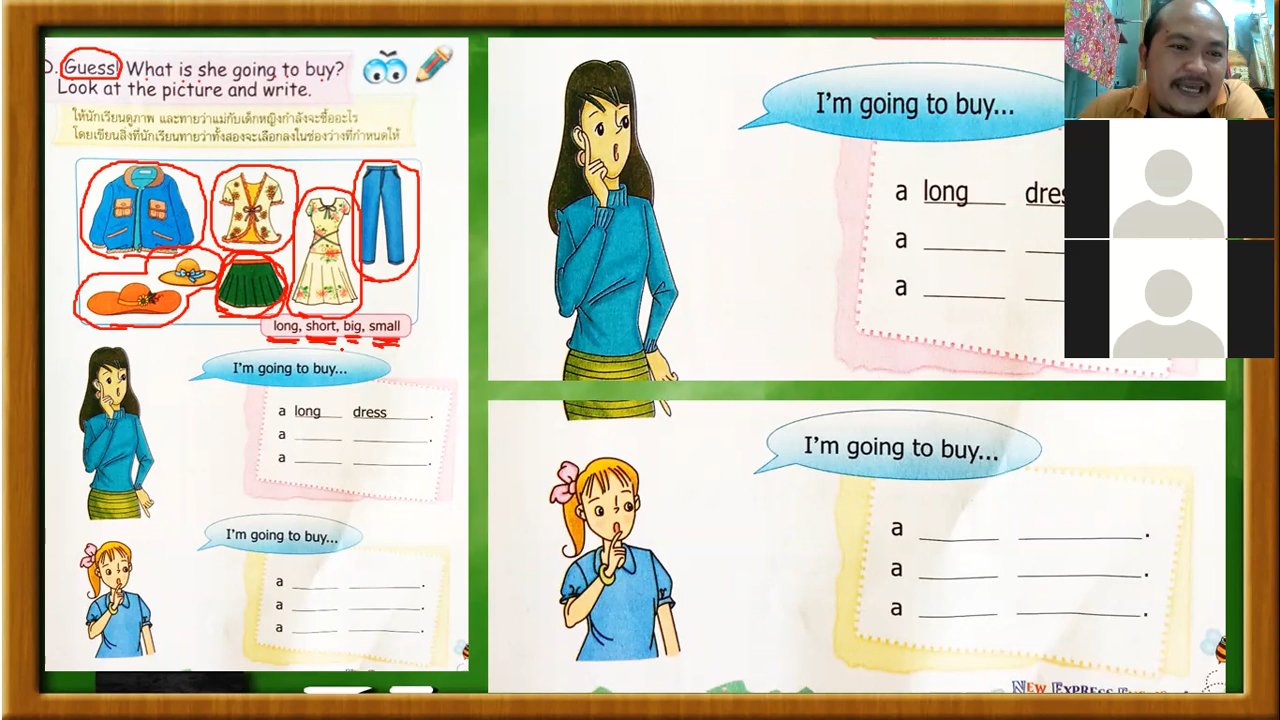 D. Guess! What is she going to buy?
Look at the picture and write.
ให้นักเรียนดูภาพ และทายว่าแม่กับเด็กหญิงกำลังจะซื้ออะไร
โดยเขียนสิ่งที่นักเรียนทายว่าทั้งสองจะเลือกลงในช่องว่างที่กำหนดให้
long, short, big, small
I'm going to buy...
a long dress.
a
a
I'm going to buy...
a
a
a
I'm going to buy...
a long
a
a
I'm going to buy...
a
a
a
NEW EXPRESS